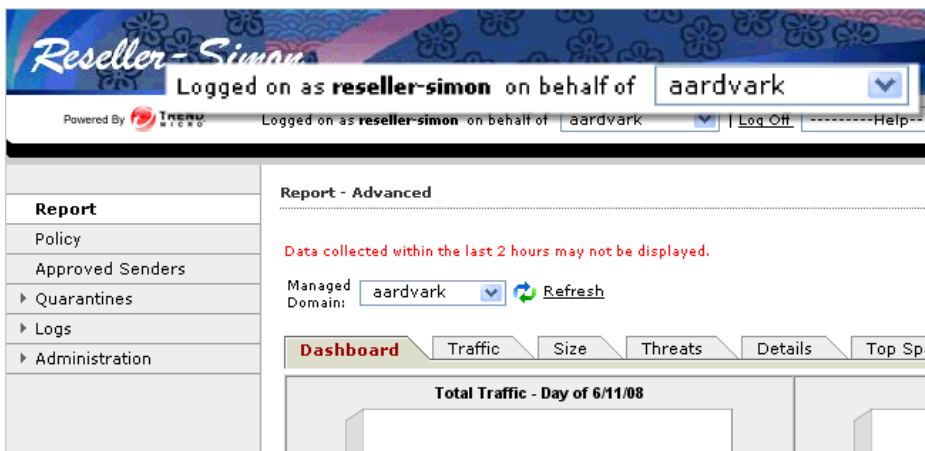 Reseller-Simon
Logged on as reseller-simon on behalf of aardvark
Powered By TREND MICRO
Logged on as reseller-simon on behalf of aardvark | Log Off ---------Help--
Report
Policy
Approved Senders
Quarantines
Logs
Administration
Report - Advanced
Data collected within the last 2 hours may not be displayed.
Managed Domain: aardvark Refresh
Dashboard Traffic Size Threats Details Top Sp
Total Traffic - Day of 6/11/08